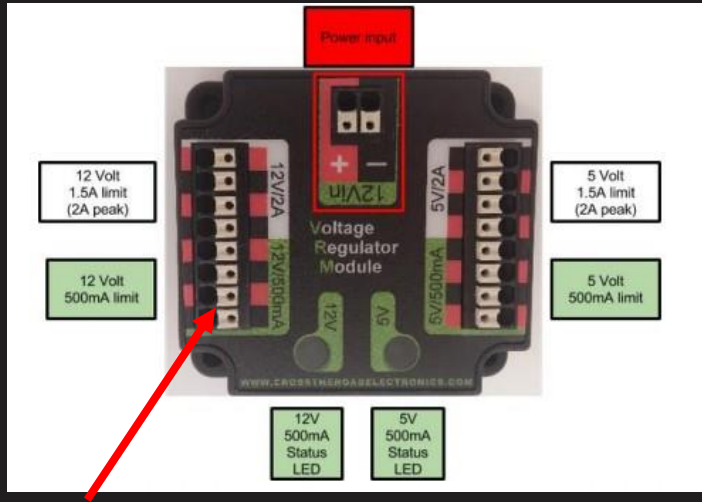 Power input
12 Volt
1.5A limit
(2A peak)
12 Volt
500mA limit
12V/2A
12V/500mA
+ −
12Vin
Voltage
Regulator
Module
12V
5V
5V/2A
5V/500mA
5 Volt
1.5A limit
(2A peak)
5 Volt
500mA limit
WWW.CROSSTHEROADELECTRONICS.COM
12V
500mA
Status
LED
5V
500mA
Status
LED